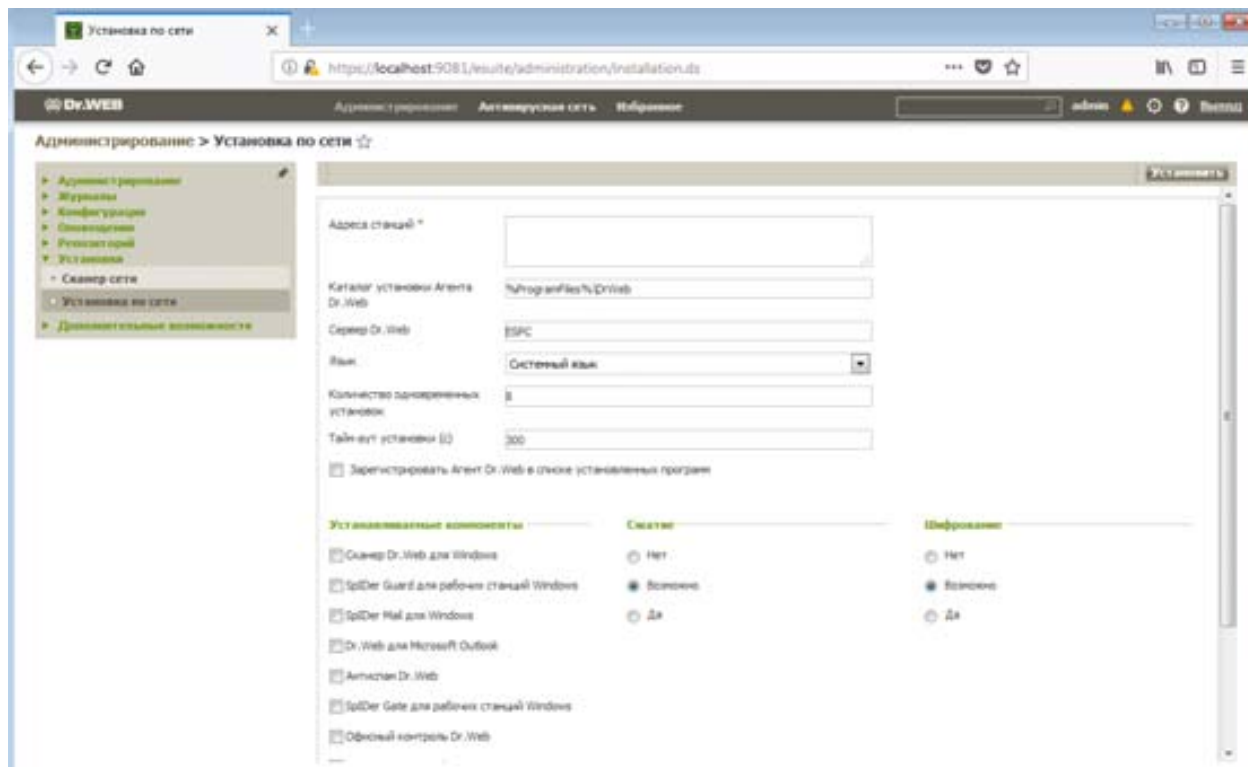 Установка по сети
https://localhost:9081/esuite/administration/installation.ds
Dr.WEB
Администрирование Антивирусная сеть Избранное
admin Выход
Администрирование > Установка по сети
Администрирование
Журналы
Конфигурация
Оповещения
Репозиторий
Установка
Сканер сети
Установка по сети
Дополнительные возможности
Установить
Адреса станций *
Каталог установки Агента Dr.Web
%ProgramFiles%\DrWeb
Сервер Dr.Web
ESPC
Язык
Системный язык
Количество одновременных установок
8
Тайм-аут установки (с)
300
Зарегистрировать Агент Dr.Web в списке установленных программ
Устанавливаемые компоненты Сжатие Шифрование
Сканер Dr.Web для Windows Нет Нет
SpIDer Guard для рабочих станций Windows Возможно Возможно
SpIDer Mail для Windows Да Да
Dr.Web для Microsoft Outlook
Антиспам Dr.Web
SpIDer Gate для рабочих станций Windows
Офисный контроль Dr.Web